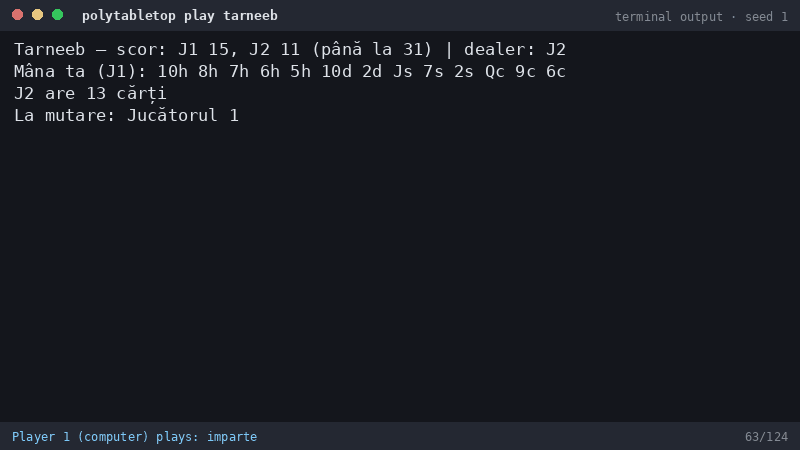 polytabletop play tarneeb
terminal output · seed 1
Tarneeb — scor: J1 15, J2 11 (până la 31) | dealer: J2
Mâna ta (J1): 10h 8h 7h 6h 5h 10d 2d Js 7s 2s Qc 9c 6c
J2 are 13 cărți
La mutare: Jucătorul 1
Player 1 (computer) plays: imparte
63/124